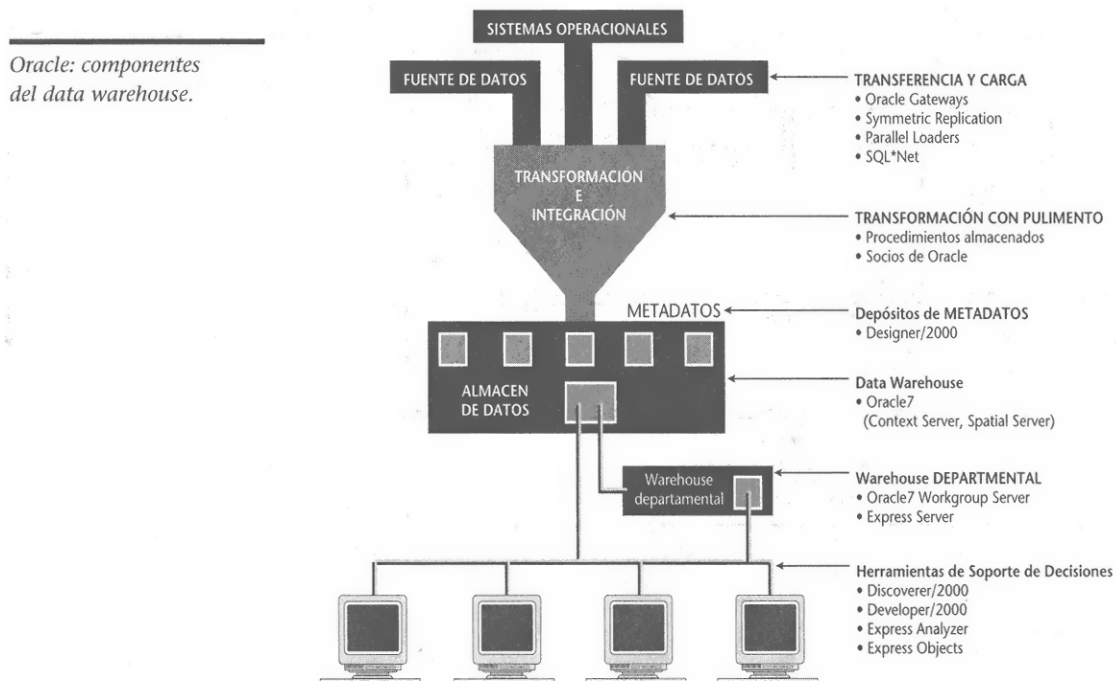 Oracle: componentes
del data warehouse.
SISTEMAS OPERACIONALES
FUENTE DE DATOS
FUENTE DE DATOS
TRANSFORMACIÓN
E
INTEGRACIÓN
METADATOS
ALMACEN
DE DATOS
Warehouse
departamental
TRANSFERENCIA Y CARGA
• Oracle Gateways
• Symmetric Replication
• Parallel Loaders
• SQL*Net
TRANSFORMACIÓN CON PULIMENTO
• Procedimientos almacenados
• Socios de Oracle
Depósitos de METADATOS
• Designer/2000
Data Warehouse
• Oracle7
(Context Server, Spatial Server)
Warehouse DEPARTMENTAL
• Oracle7 Workgroup Server
• Express Server
Herramientas de Soporte de Decisiones
• Discoverer/2000
• Developer/2000
• Express Analyzer
• Express Objects